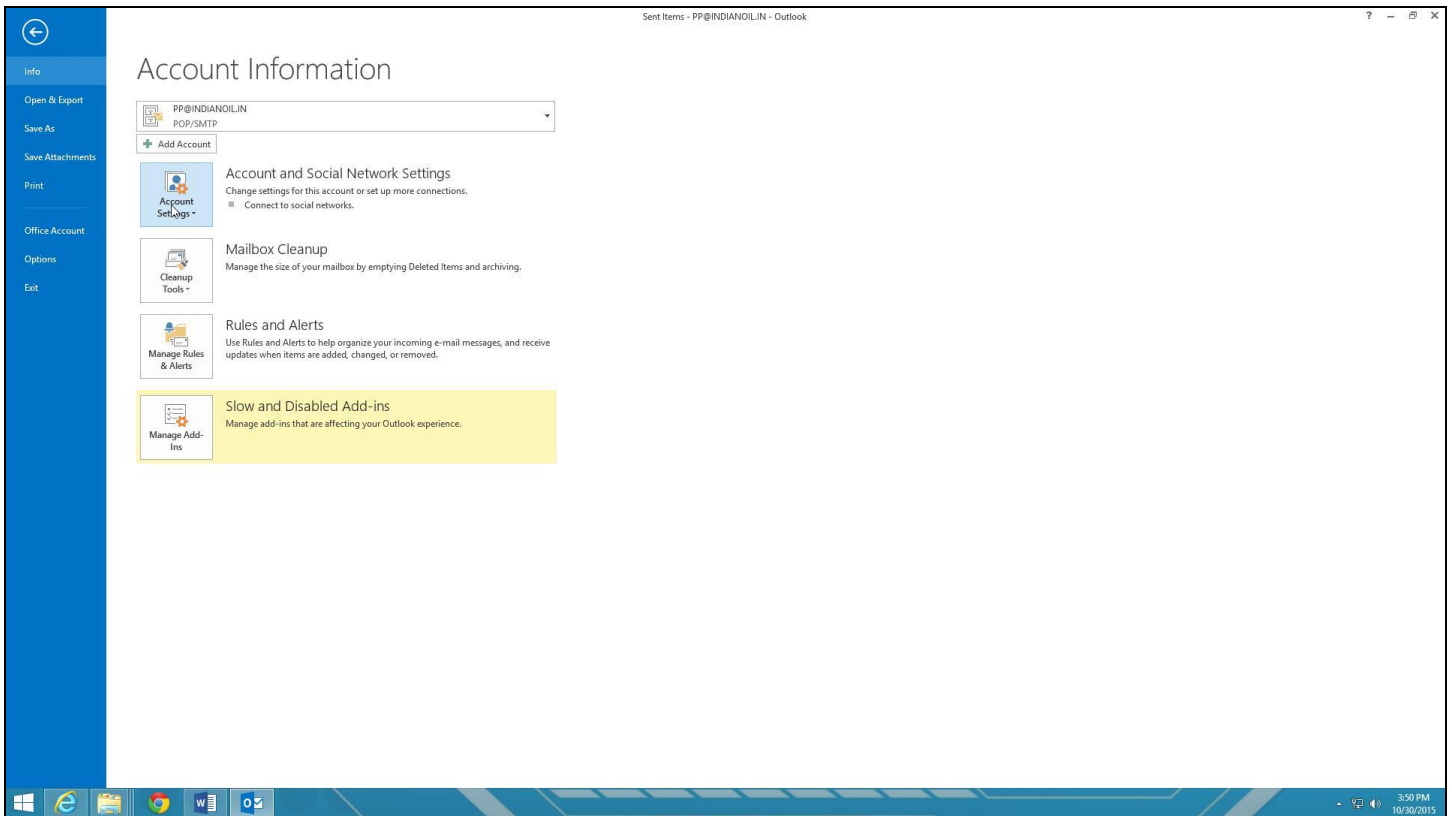 Sent Items - PP@INDIANOIL.IN - Outlook
?
Info
Open & Export
Save As
Save Attachments
Print
Office Account
Options
Exit
Account Information
PP@INDIANOIL.IN
POP/SMTP
Add Account
Account
Settings
Account and Social Network Settings
Change settings for this account or set up more connections.
Connect to social networks.
Cleanup
Tools
Mailbox Cleanup
Manage the size of your mailbox by emptying Deleted Items and archiving.
Manage Rules
& Alerts
Rules and Alerts
Use Rules and Alerts to help organize your incoming e-mail messages, and receive
updates when items are added, changed, or removed.
Manage Add-
Ins
Slow and Disabled Add-ins
Manage add-ins that are affecting your Outlook experience.
3:50 PM
10/30/2015